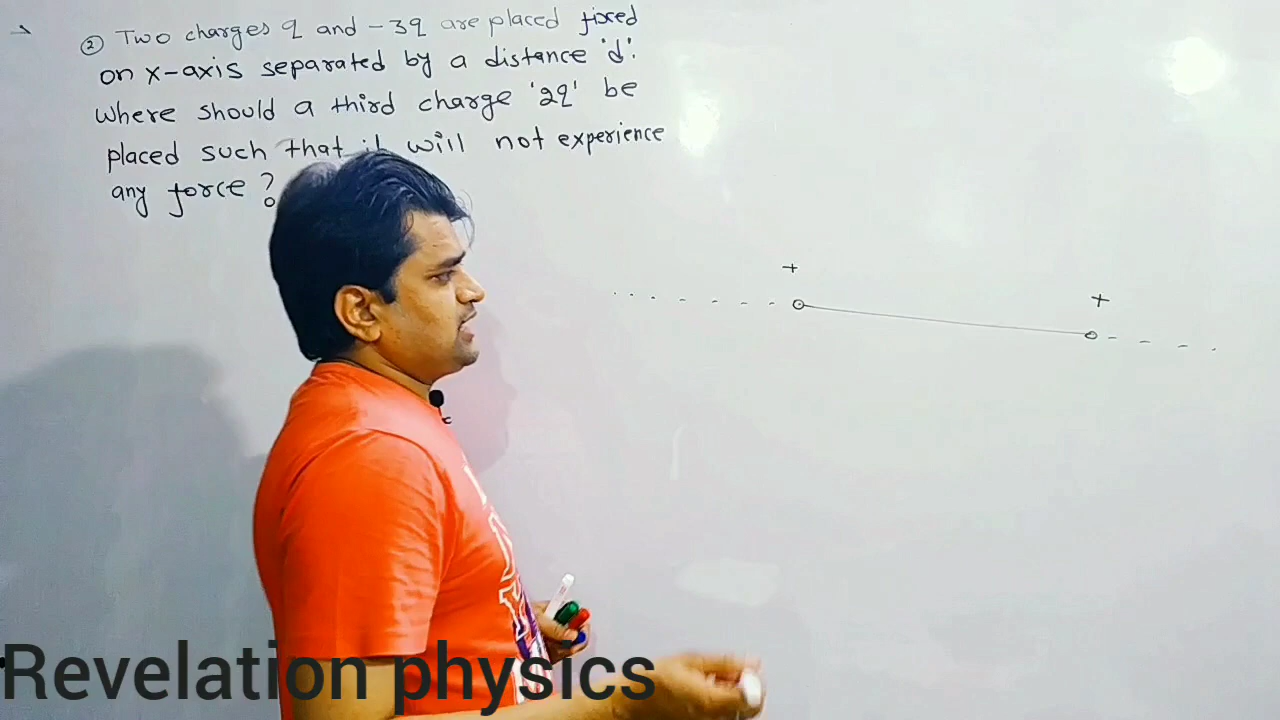 ② Two charges q and -3q are placed fixed
on x-axis separated by a distance 'd'.
Where should a third charge '2q' be
placed such that it will not experience
any force ?
+
+
Revelation physics